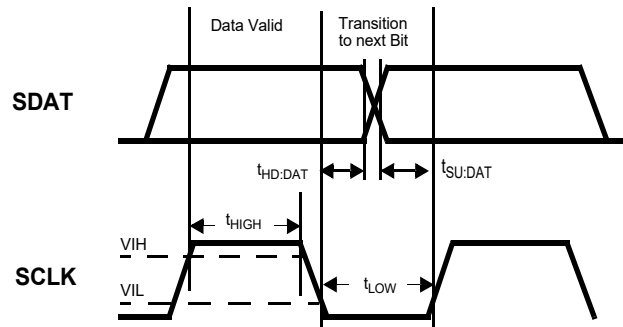 Data Valid
Transition
to next Bit
SDAT
tHD:DAT
tSU:DAT
tHIGH
VIH
SCLK
VIL
tLOW